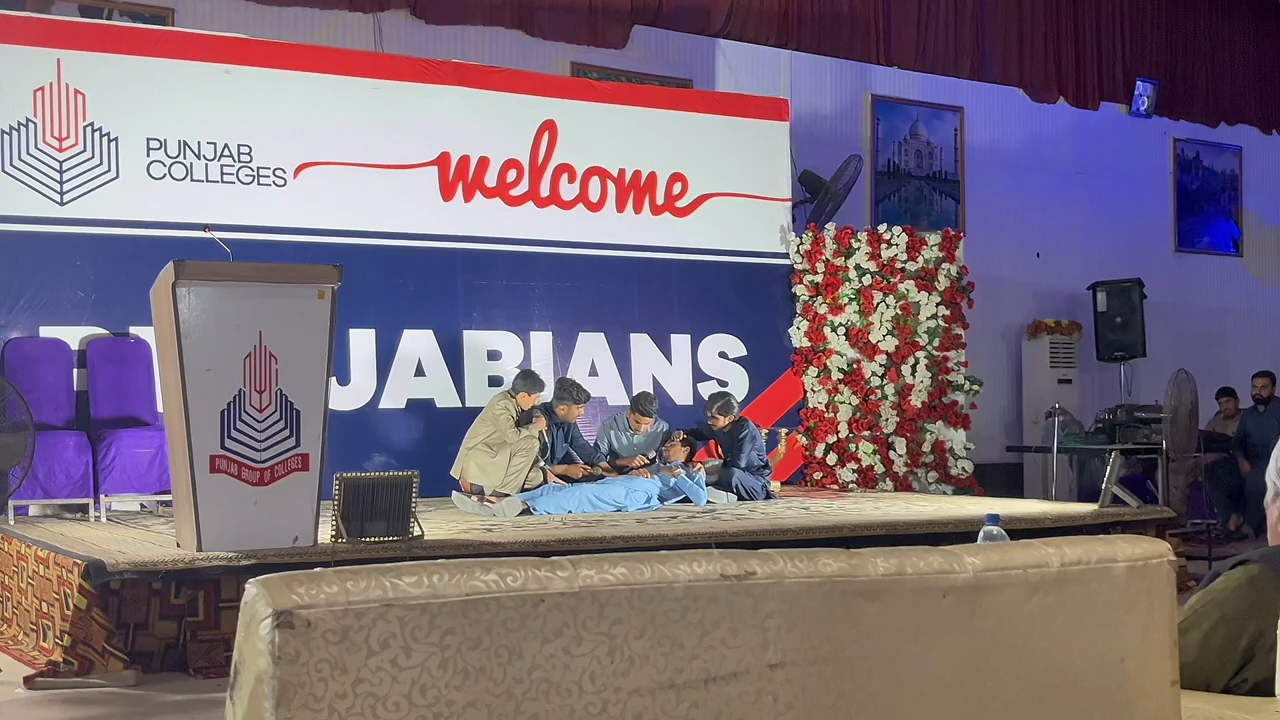 PUNJAB
COLLEGES
welcome
JABIANS
PUNJAB GROUP OF COLLEGES